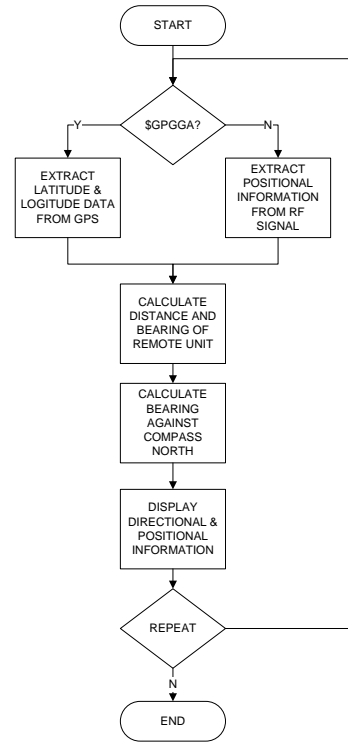 START
$GPGGA?
Y
N
EXTRACT
LATITUDE &
LOGITUDE DATA
FROM GPS
EXTRACT
POSITIONAL
INFORMATION
FROM RF
SIGNAL
CALCULATE
DISTANCE AND
BEARING OF
REMOTE UNIT
CALCULATE
BEARING
AGAINST
COMPASS
NORTH
DISPLAY
DIRECTIONAL &
POSITIONAL
INFORMATION
REPEAT
N
END